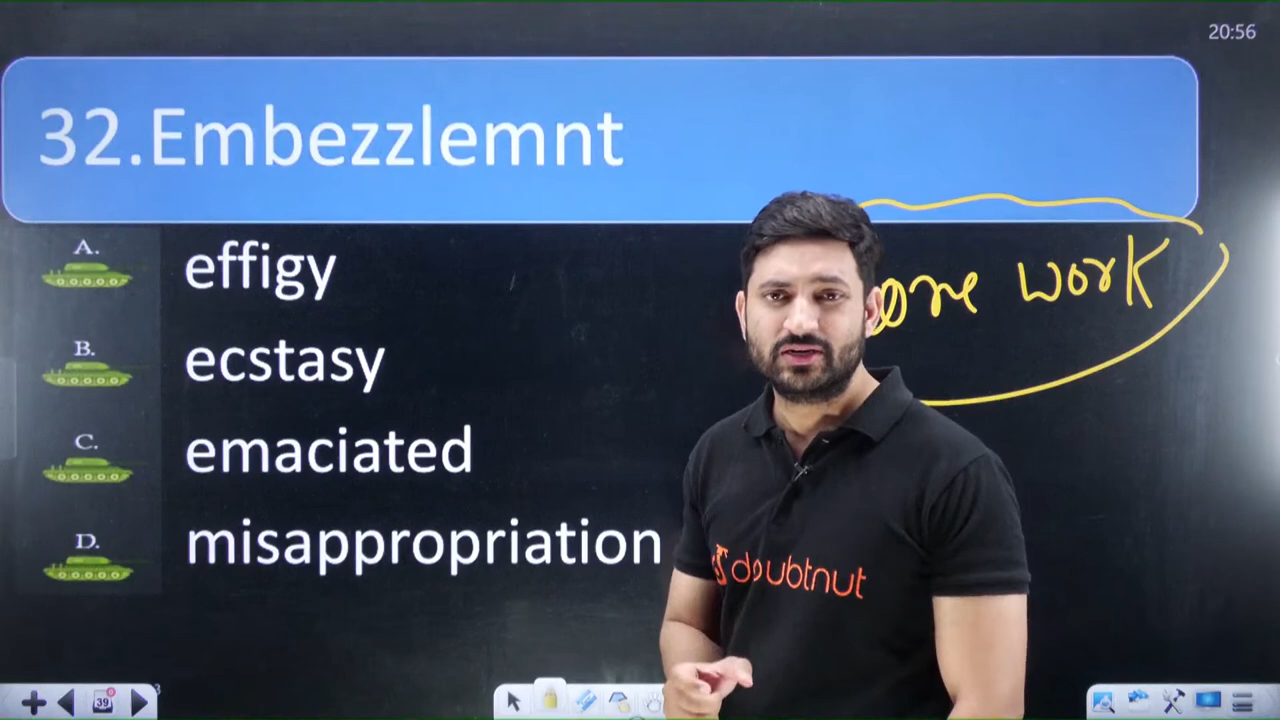 20:56
32.Embezzlemnt
A. effigy
B. ecstasy
C. emaciated
D. misappropriation
work
doubtnut
39